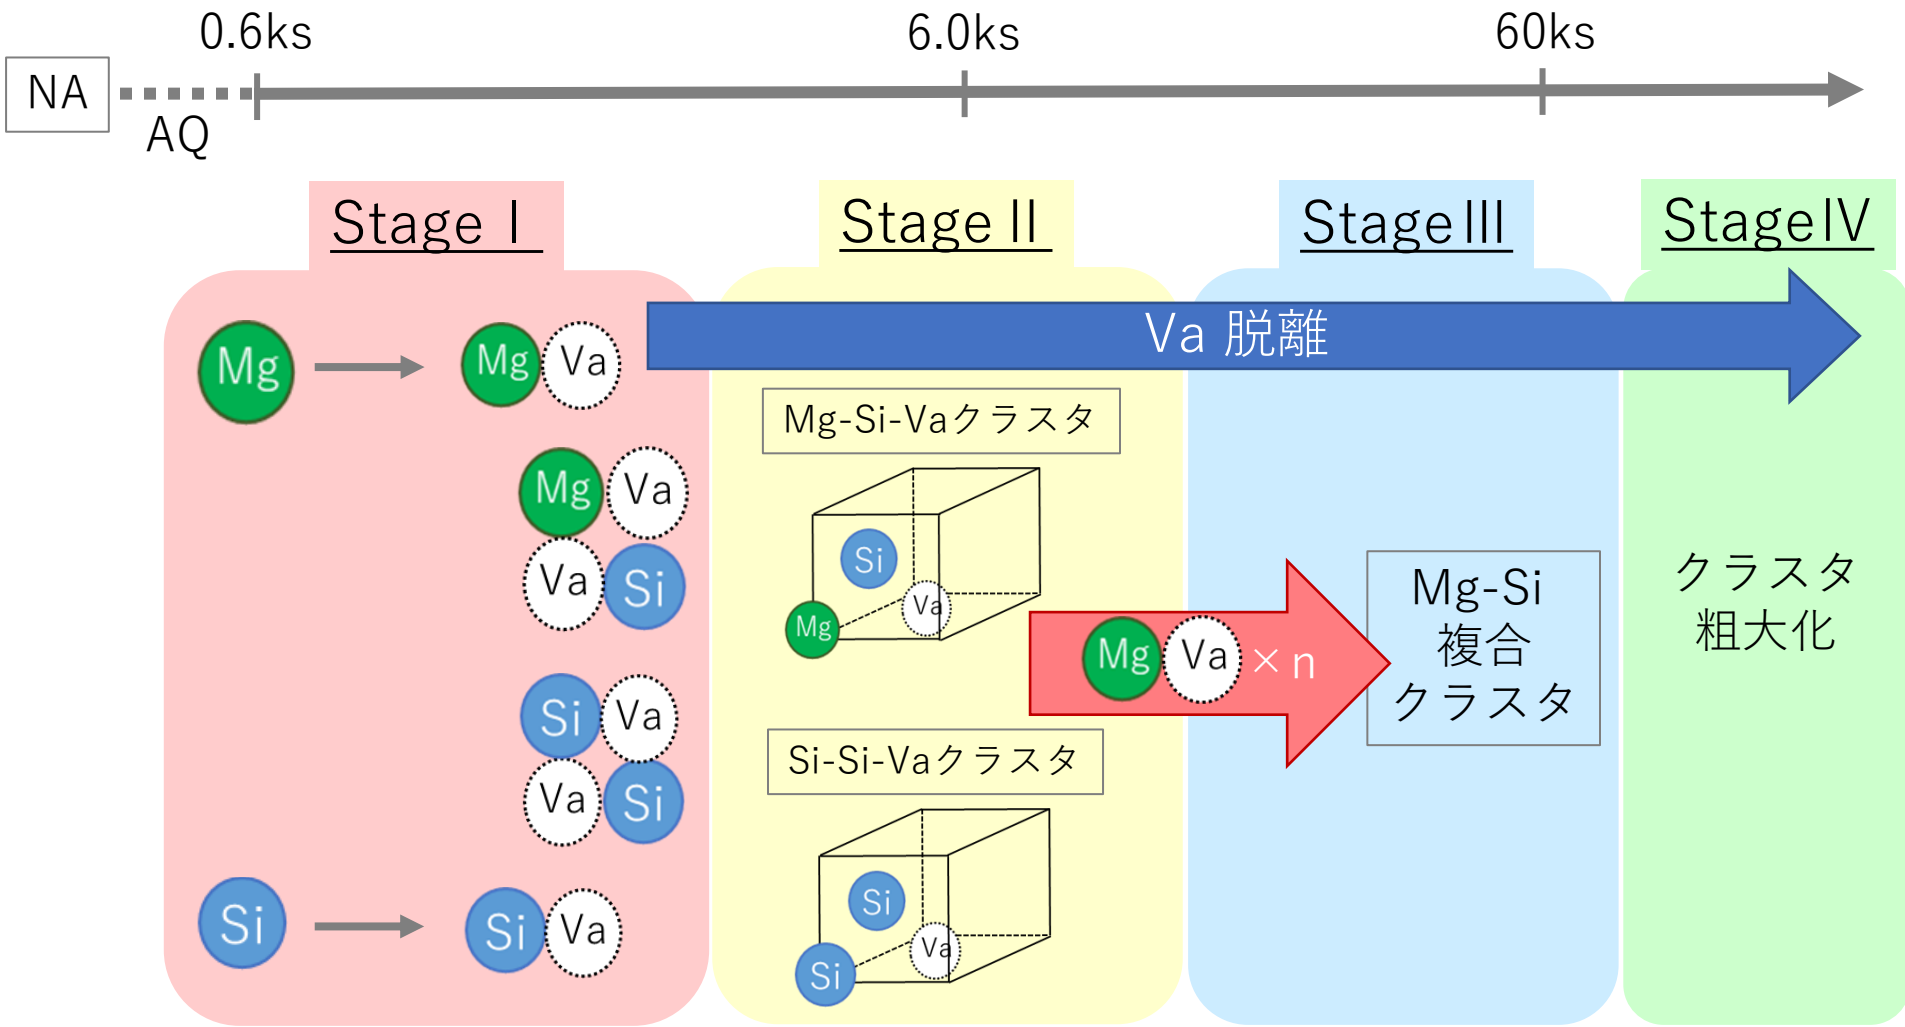 0.6ks
6.0ks
60ks
NA
AQ
Stage I
Stage II
Stage III
Stage IV
Va 脱離
Mg
Mg Va
Mg Va
Va Si
Si Va
Va Si
Si
Si Va
Mg-Si-Vaクラスタ
Si
Va
Mg
Si-Si-Vaクラスタ
Si
Va
Si
Mg Va ×n
Mg-Si
複合
クラスタ
クラスタ
粗大化